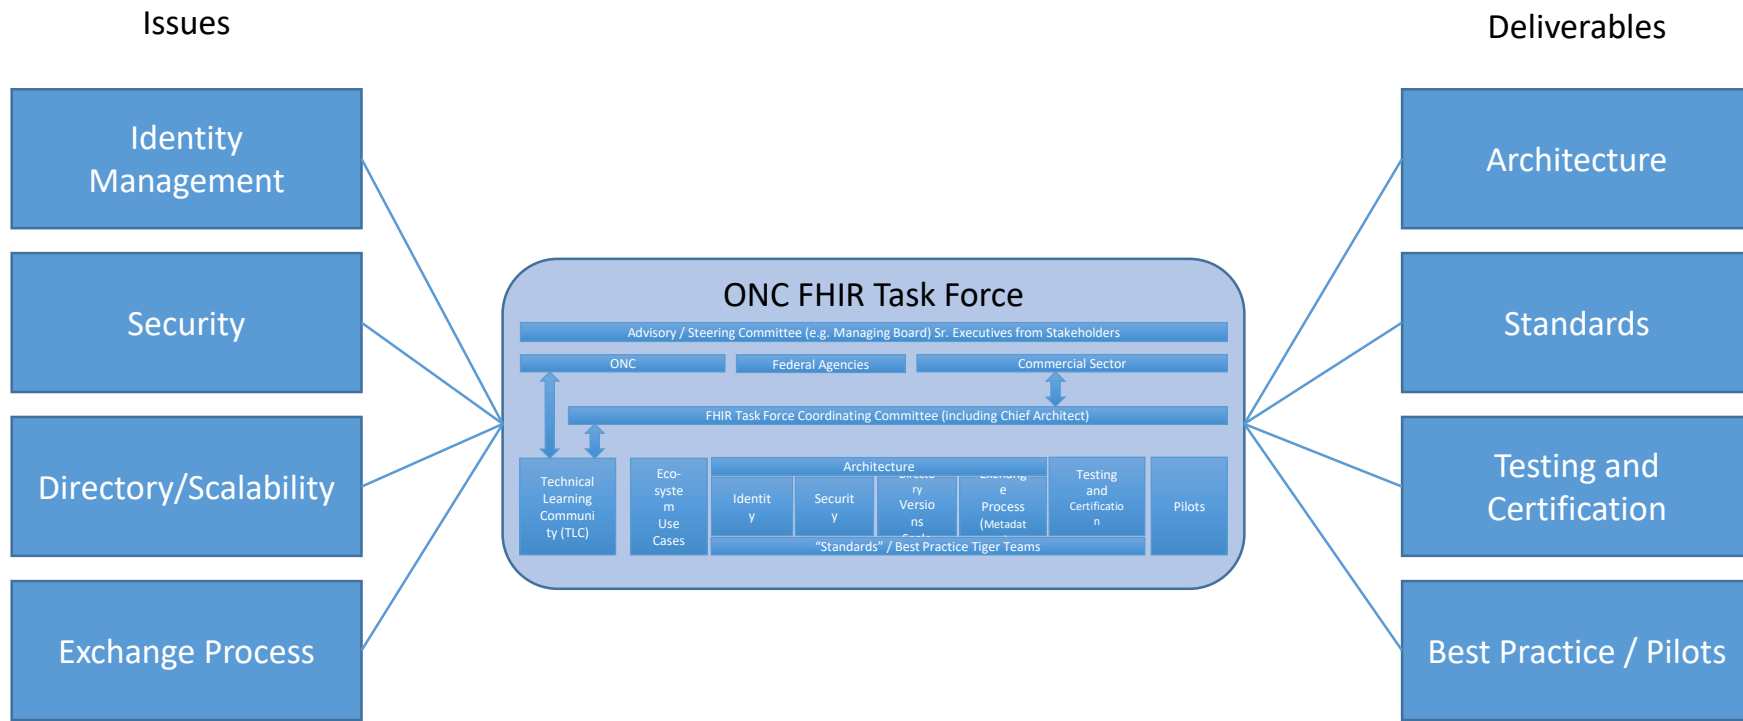 Issues
Deliverables
Identity
Management
Security
Directory/Scalability
Exchange Process
ONC FHIR Task Force
Advisory / Steering Committee (e.g. Managing Board) Sr. Executives from Stakeholders
ONC
Federal Agencies
Commercial Sector
FHIR Task Force Coordinating Committee (including Chief Architect)
Technical
Learning
Communi
ty (TLC)
Eco-
syste
m
Use
Cases
Architecture
Identit
y
Securit
y
ry
Versio
ns
e
Process
(Metadat
Testing
and
Certificatio
n
"Standards" / Best Practice Tiger Teams
Pilots
Architecture
Standards
Testing and
Certification
Best Practice / Pilots